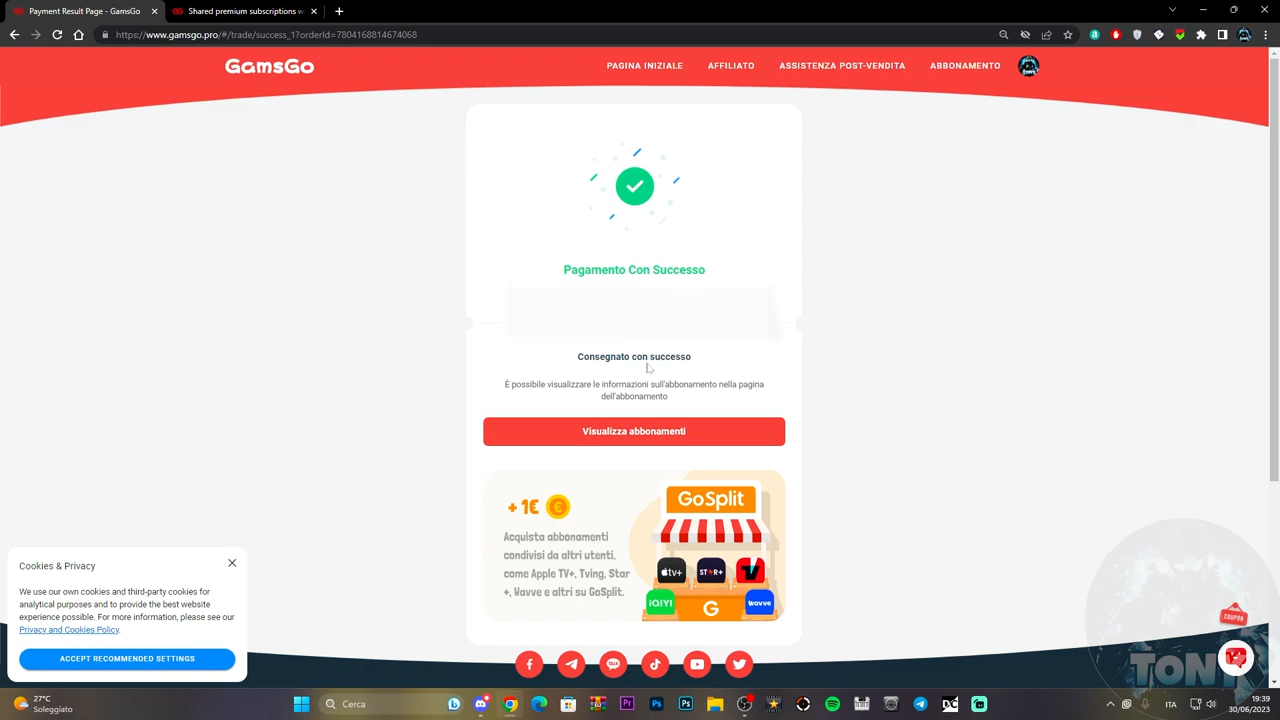 Payment Result Page - GamsGo
Shared premium subscriptions w
https://www.gamsgo.pro/#/trade/success_1?orderId=7804168814674068
GamsGo
PAGINA INIZIALE
AFFILIATO
ASSISTENZA POST-VENDITA
ABBONAMENTO
Pagamento Con Successo
Consegnato con successo
È possibile visualizzare le informazioni sull'abbonamento nella pagina
dell'abbonamento
Visualizza abbonamenti
+ 1€
Acquista abbonamenti
condivisi da altri utenti,
come Apple TV+, Tving, Star
+, Wavve e altri su GoSplit.
GoSplit
tv+
STAR+
iQIYI
G
wavve
Cookies & Privacy
We use our own cookies and third-party cookies for
analytical purposes and to provide the best website
experience possible. For more information, please see our
Privacy and Cookies Policy.
ACCEPT RECOMMENDED SETTINGS
COUPON
27°C
Soleggiato
Cerca
ITA
19:39
30/06/2023